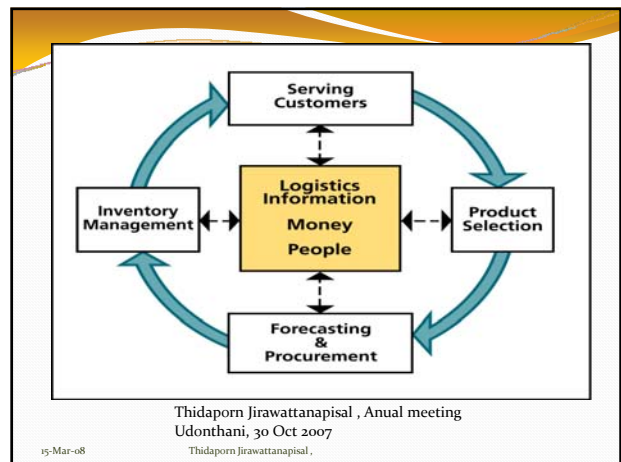 Serving
Customers
Logistics
Information
Money
People
Inventory
Management
Product
Selection
Forecasting
&
Procurement
Thidaporn Jirawattanapisal , Anual meeting
Udonthani, 30 Oct 2007
15-Mar-08 Thidaporn Jirawattanapisal ,